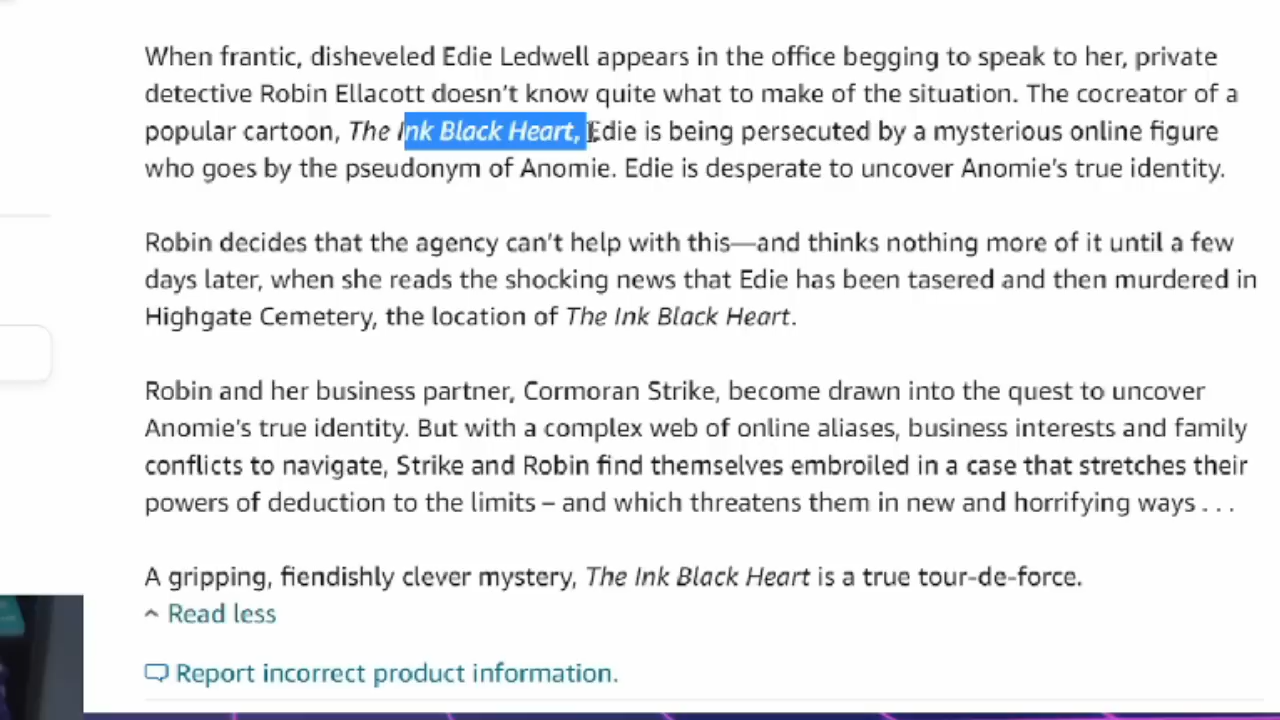 When frantic, disheveled Edie Ledwell appears in the office begging to speak to her, private
detective Robin Ellacott doesn’t know quite what to make of the situation. The cocreator of a
popular cartoon, The Ink Black Heart, Edie is being persecuted by a mysterious online figure
who goes by the pseudonym of Anomie. Edie is desperate to uncover Anomie’s true identity.
Robin decides that the agency can’t help with this—and thinks nothing more of it until a few
days later, when she reads the shocking news that Edie has been tasered and then murdered in
Highgate Cemetery, the location of The Ink Black Heart.
Robin and her business partner, Cormoran Strike, become drawn into the quest to uncover
Anomie’s true identity. But with a complex web of online aliases, business interests and family
conflicts to navigate, Strike and Robin find themselves embroiled in a case that stretches their
powers of deduction to the limits – and which threatens them in new and horrifying ways . . .
A gripping, fiendishly clever mystery, The Ink Black Heart is a true tour-de-force.
Read less
Report incorrect product information.